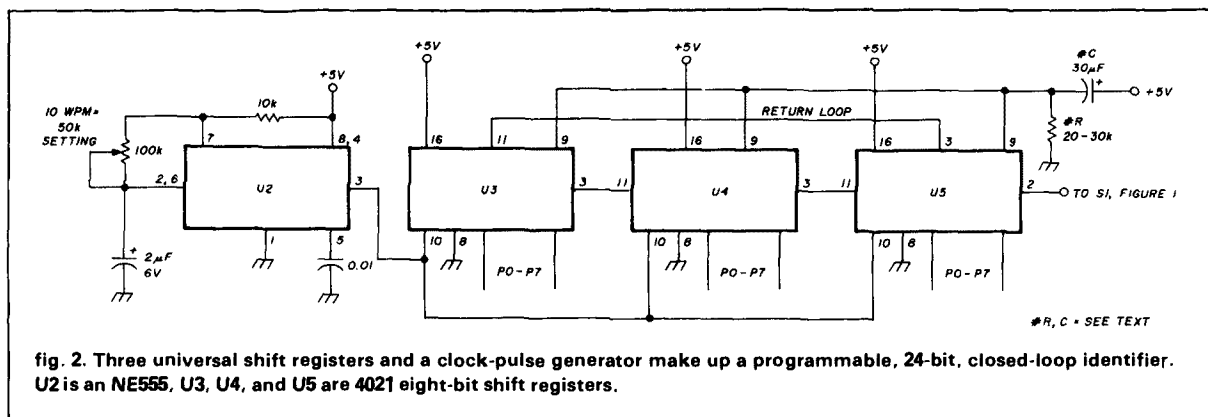 +5V
+5V
+5V
+5V
#C
30µF
+
+5V
10 WPM=
50k
SETTING
10k
RETURN LOOP
#R
20-30k
100k
7
8,4
16
11
9
16
9
16
3
9
2,6
U2
3
U3
3
11
U4
3
11
U5
2
TO S1, FIGURE 1
1
5
10
8
10
8
10
8
+
2µF
6V
0.01
P0-P7
P0-P7
P0-P7
#R, C = SEE TEXT
fig. 2. Three universal shift registers and a clock-pulse generator make up a programmable, 24-bit, closed-loop identifier.
U2 is an NE555, U3, U4, and U5 are 4021 eight-bit shift registers.